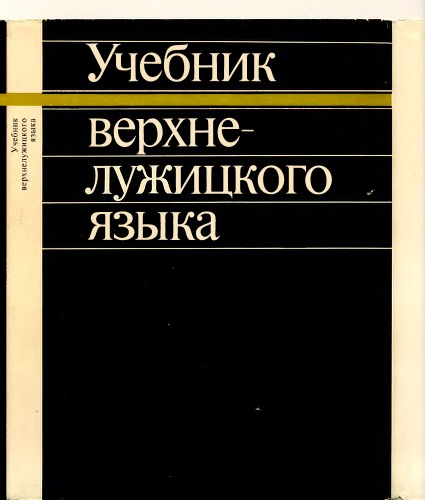 Учебник
верхне-
лужицкого
языка
Учебник
верхнелужицкого
языка